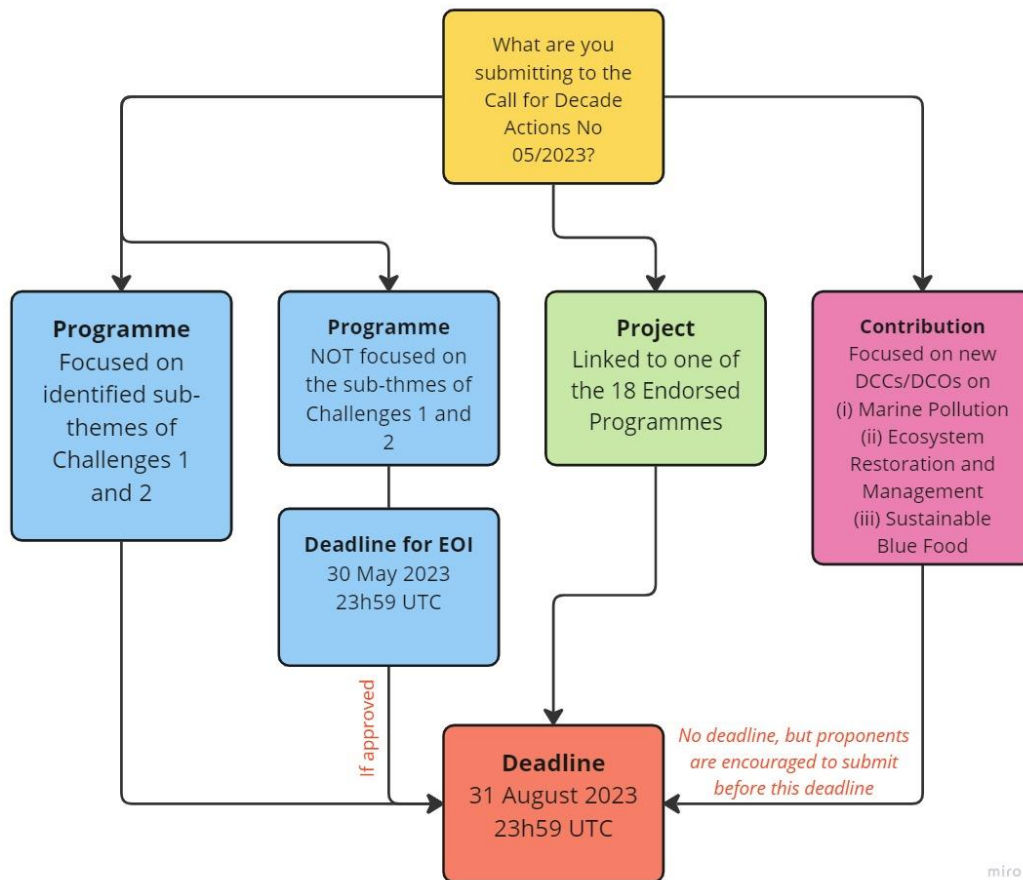 What are you
submitting to the
Call for Decade
Actions No
05/2023?
Programme
Focused on
identified sub-
themes of
Challenges 1
and 2
Programme
NOT focused on
the sub-thmes of
Challenges 1 and
2
Project
Linked to one of
the 18 Endorsed
Programmes
Contribution
Focused on new
DCCs/DCOs on
(i) Marine Pollution
(ii) Ecosystem
Restoration and
Management
(iii) Sustainable
Blue Food
Deadline for EOI
30 May 2023
23h59 UTC
If approved
Deadline
31 August 2023
23h59 UTC
No deadline, but proponents
are encouraged to submit
before this deadline
miro